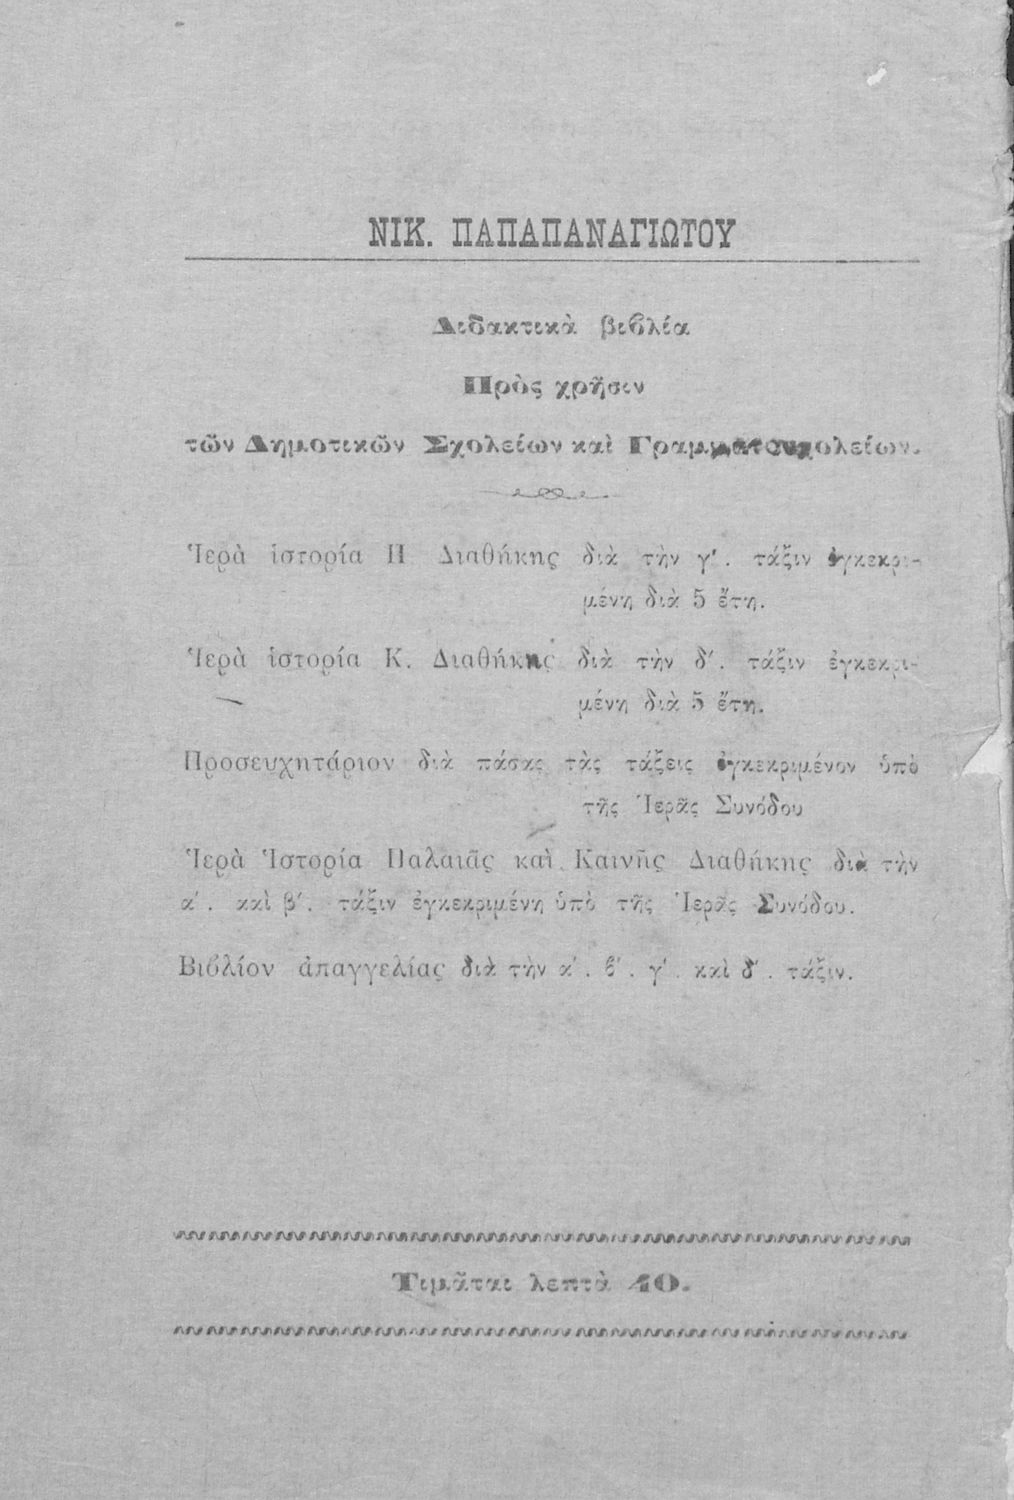 ΝΙΚ. ΠΑΠΑΠΑΝΑΓΙΩΤΟΥ
Διδακτικὰ βιβλία
Πρὸς χρῆσιν
τῶν Δημοτικῶν Σχολείων καὶ Γραμματοσχολείων.
Ἱερὰ ἱστορία Π Διαθήκης διὰ τὴν γ΄. τάξιν ἐγκεκρι-
μένη διὰ 5 ἔτη.
Ἱερὰ ἱστορία Κ. Διαθήκης διὰ τὴν δ΄. τάξιν ἐγκεκρι-
μένη διὰ 5 ἔτη.
Προσευχητάριον διὰ πάσας τὰς τάξεις ἐγκεκριμένον ὑπὸ
τῆς Ἱερᾶς Συνόδου
Ἱερὰ Ἱστορία Παλαιᾶς καὶ Καινῆς Διαθήκης διὰ τὴν
α΄. καὶ β΄. τάξιν ἐγκεκριμένη ὑπὸ τῆς Ἱερᾶς Συνόδου.
Βιβλίον ἀπαγγελίας διὰ τὴν α΄. β΄. γ΄. καὶ δ΄. τάξιν.
Τιμᾶται λεπτὰ 40.